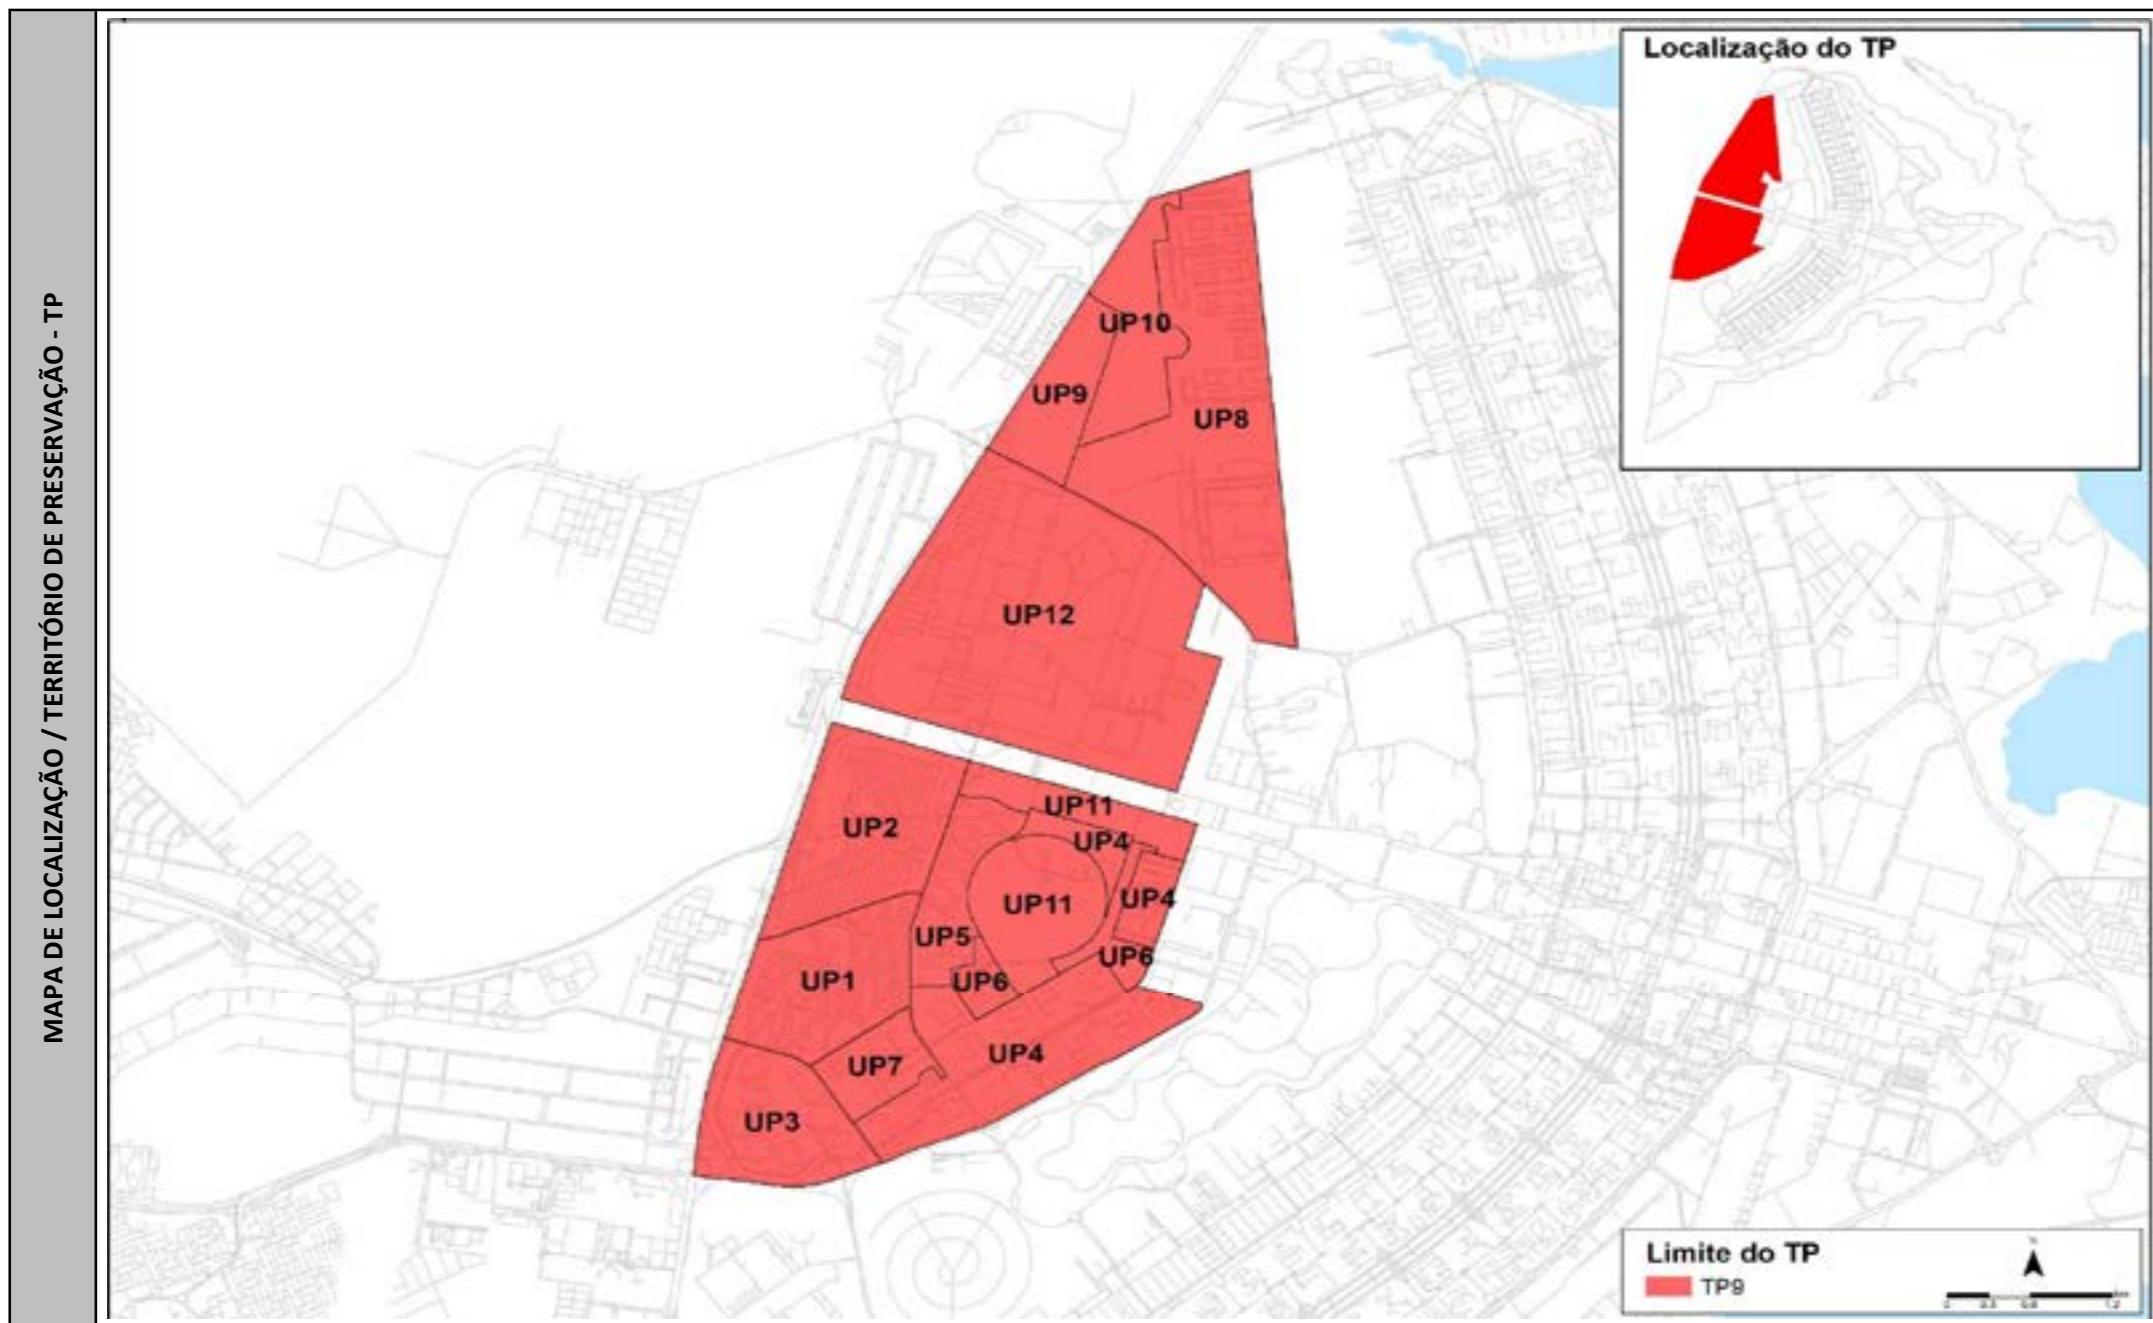 MAPA DE LOCALIZAÇÃO / TERRITÓRIO DE PRESERVAÇÃO - TP
Localização do TP
UP10
UP9
UP8
UP12
UP11
UP2
UP4
UP4
UP11
UP5
UP6
UP1
UP6
UP4
UP7
UP3
Limite do TP
TP9